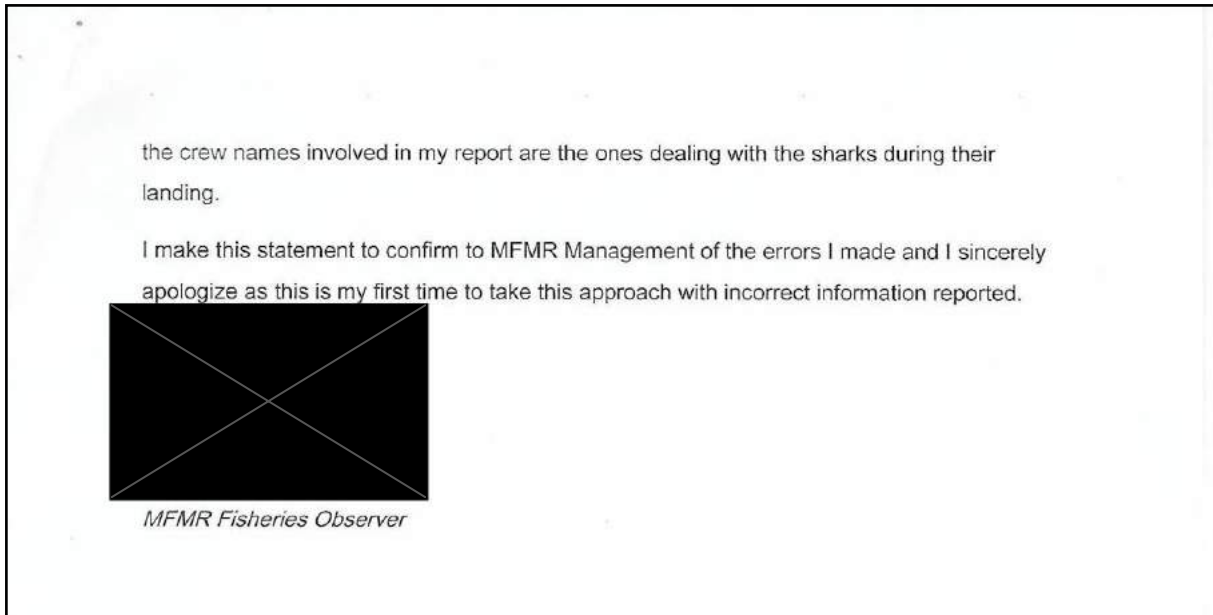 the crew names involved in my report are the ones dealing with the sharks during their
landing.
I make this statement to confirm to MFMR Management of the errors I made and I sincerely
apologize as this is my first time to take this approach with incorrect information reported.
MFMR Fisheries Observer